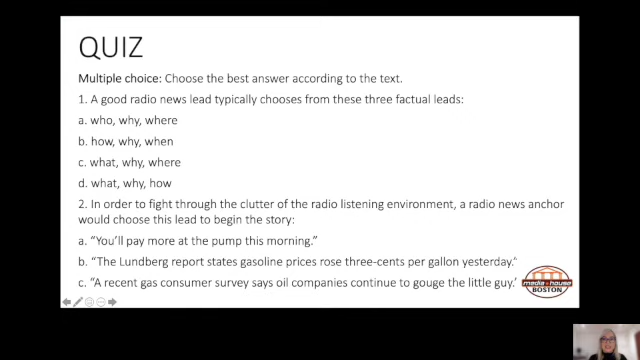 QUIZ
Multiple choice: Choose the best answer according to the text.
1. A good radio news lead typically chooses from these three factual leads:
a. who, why, where
b. how, why, when
c. what, why, where
d. what, why, how
2. In order to fight through the clutter of the radio listening environment, a radio news anchor
would choose this lead to begin the story:
a. “You’ll pay more at the pump this morning.”
b. “The Lundberg report states gasoline prices rose three-cents per gallon yesterday.”
c. “A recent gas consumer survey says oil companies continue to gouge the little guy.”
media house
BOSTON